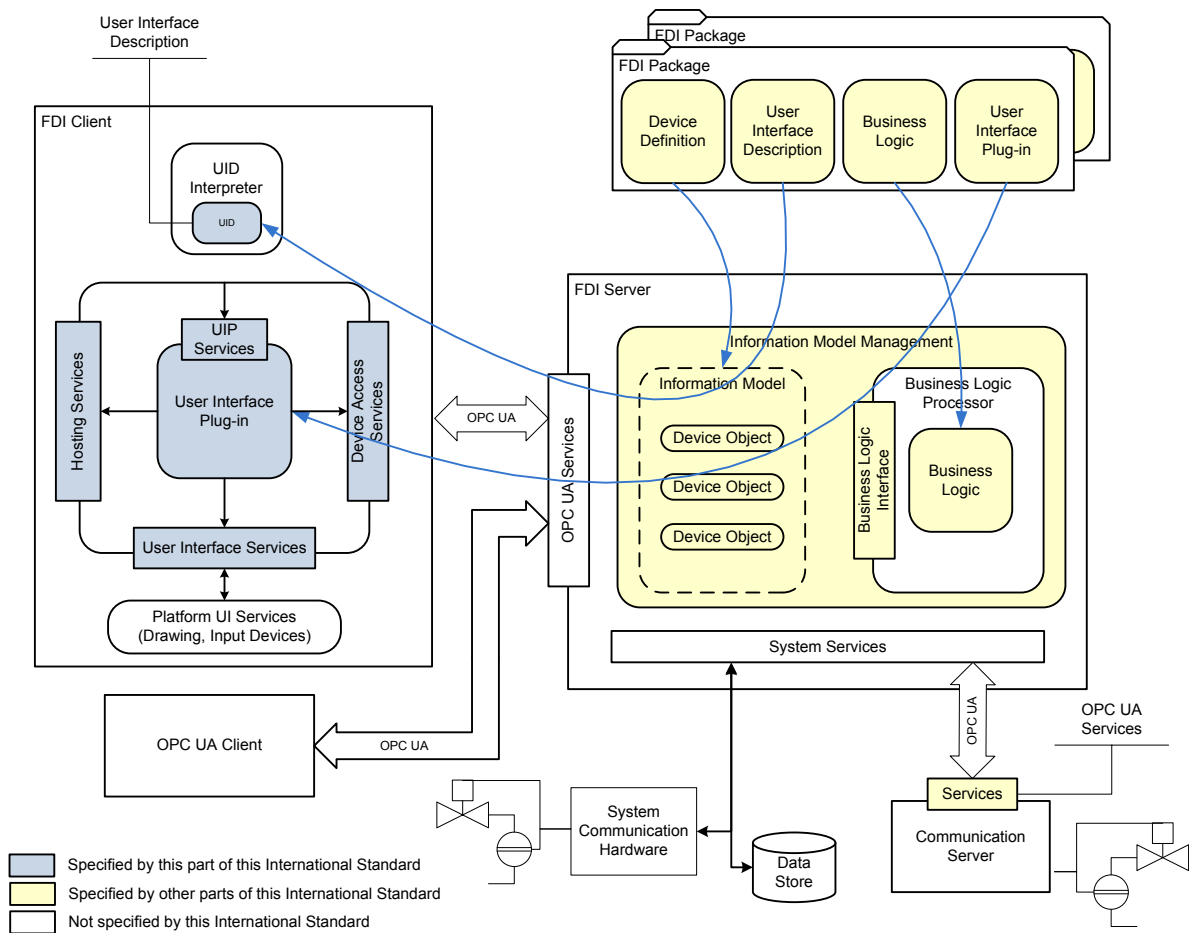 User Interface
Description
FDI Package
FDI Package
Device
Definition
User
Interface
Description
Business
Logic
User
Interface
Plug-in
FDI Client
UID
Interpreter
UID
UIP
Services
Hosting Services
User Interface
Plug-in
Device Access
Services
User Interface Services
Platform UI Services
(Drawing, Input Devices)
OPC UA
FDI Server
OPC UA Services
Information Model Management
Information Model
Device Object
Device Object
Device Object
Business Logic
Processor
Business Logic
Interface
Business
Logic
System Services
OPC UA Client
OPC UA
OPC UA
OPC UA
Services
Services
Communication
Server
System
Communication
Hardware
Data
Store
Specified by this part of this International Standard
Specified by other parts of this International Standard
Not specified by this International Standard